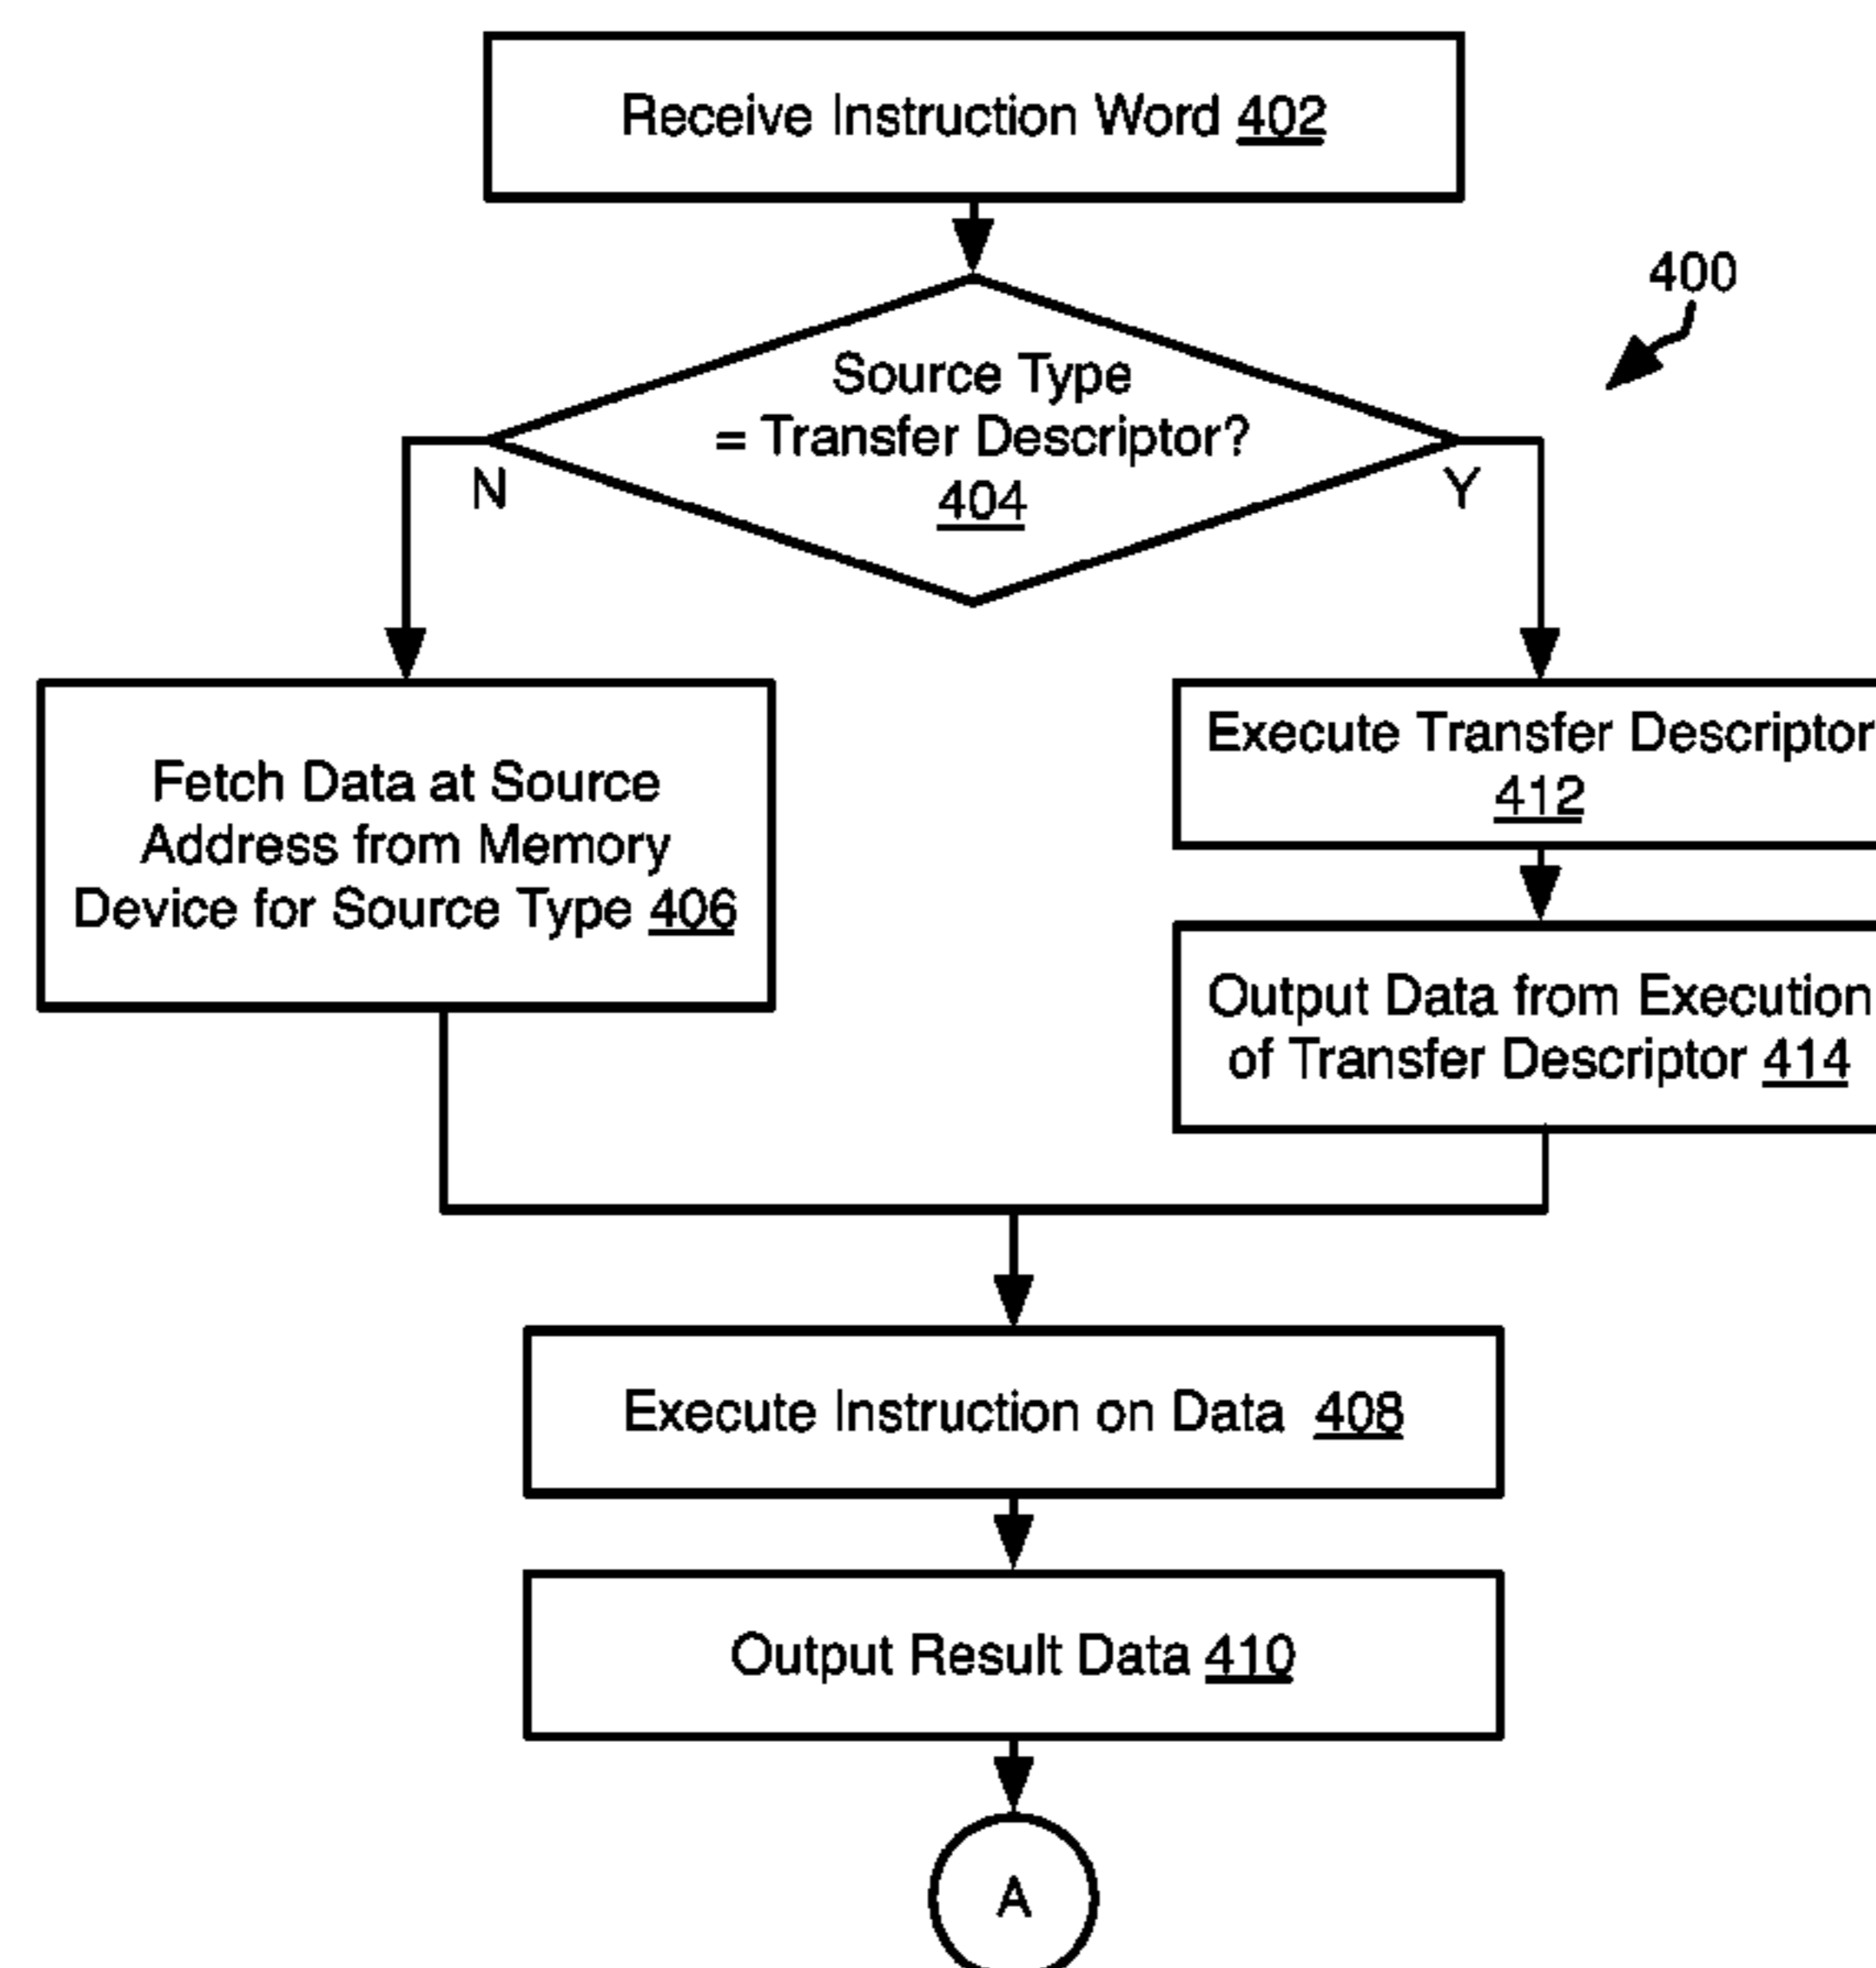 Receive Instruction Word 402
400
Source Type
= Transfer Descriptor?
404
N
Y
Fetch Data at Source
Address from Memory
Device for Source Type 406
Execute Transfer Descriptor
412
Output Data from Execution
of Transfer Descriptor 414
Execute Instruction on Data 408
Output Result Data 410
A